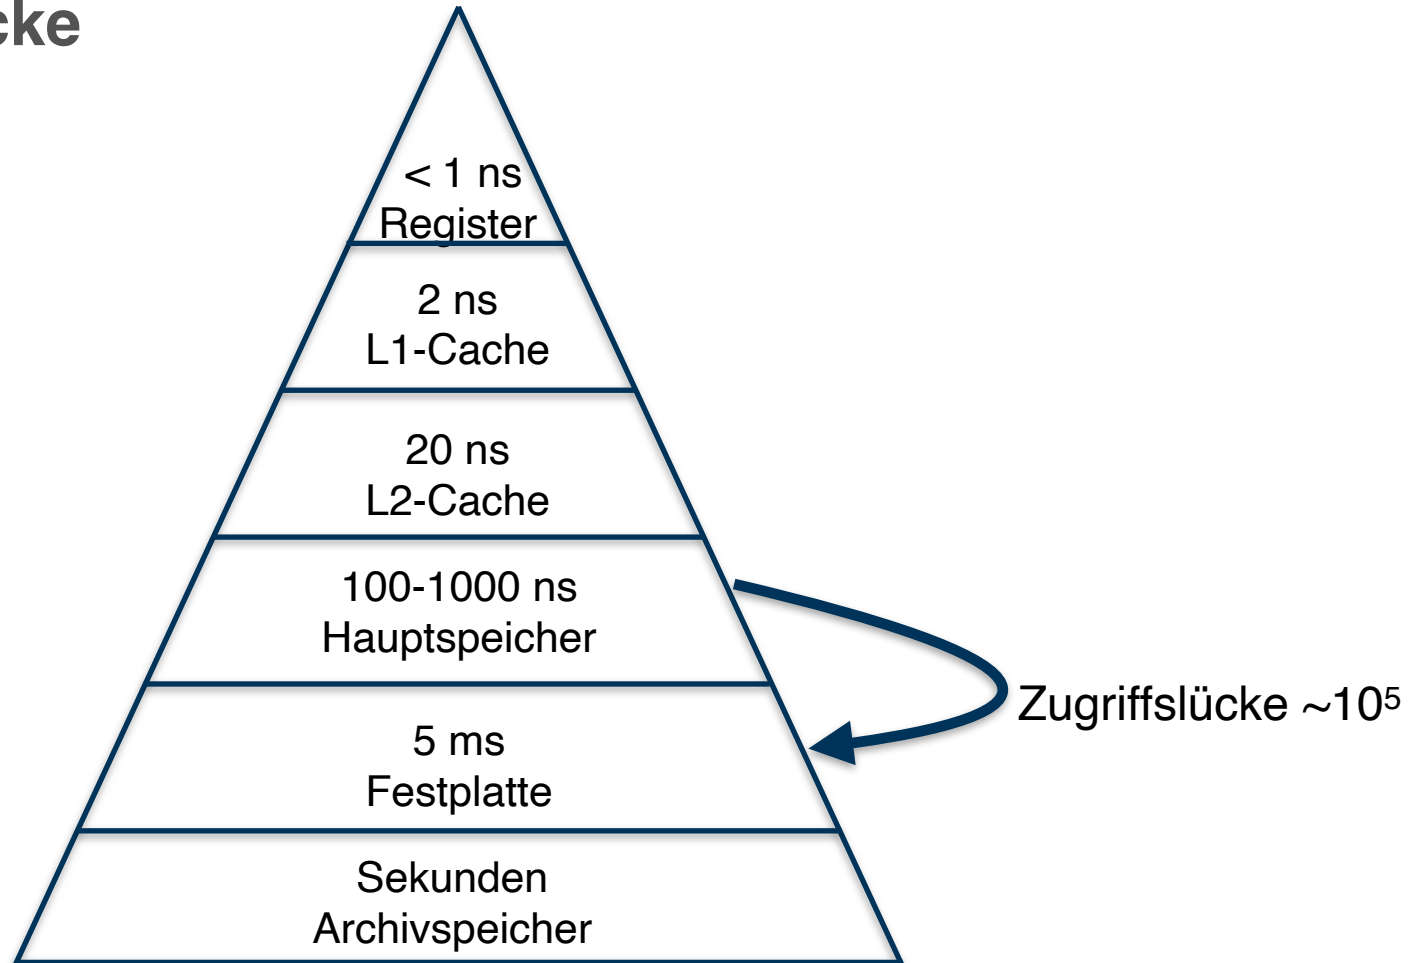 cke
< 1 ns
Register
2 ns
L1-Cache
20 ns
L2-Cache
100-1000 ns
Hauptspeicher
Zugriffslücke ~10⁵
5 ms
Festplatte
Sekunden
Archivspeicher